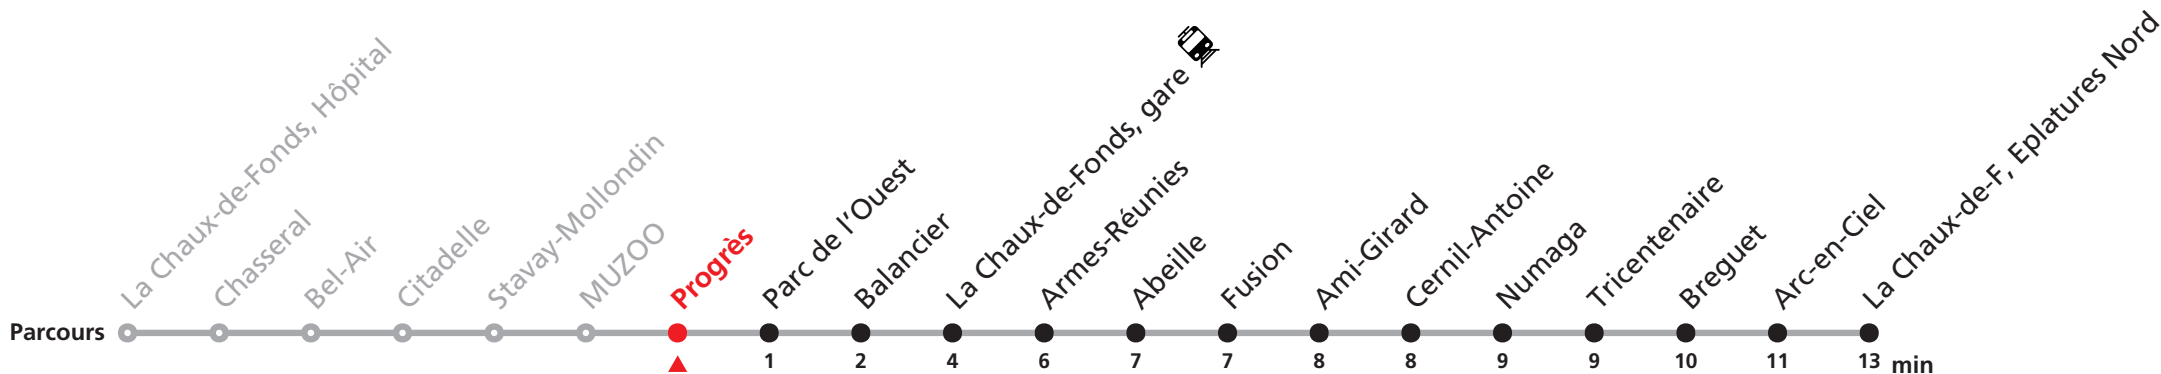 La Chaux-de-Fonds, Hôpital
Chasseral
Bel-Air
Citadelle
Stavay-Mollondin
MUZOO
Progrès
Parc de l'Ouest
Balancier
La Chaux-de-Fonds, gare
Armes-Réunies
Abeille
Fusion
Ami-Girard
Cernil-Antoine
Numaga
Tricentenaire
Breguet
Arc-en-Ciel
La Chaux-de-F, Eplatures Nord
Parcours
1 2 4 6 7 7 8 8 9 9 10 11 13 min